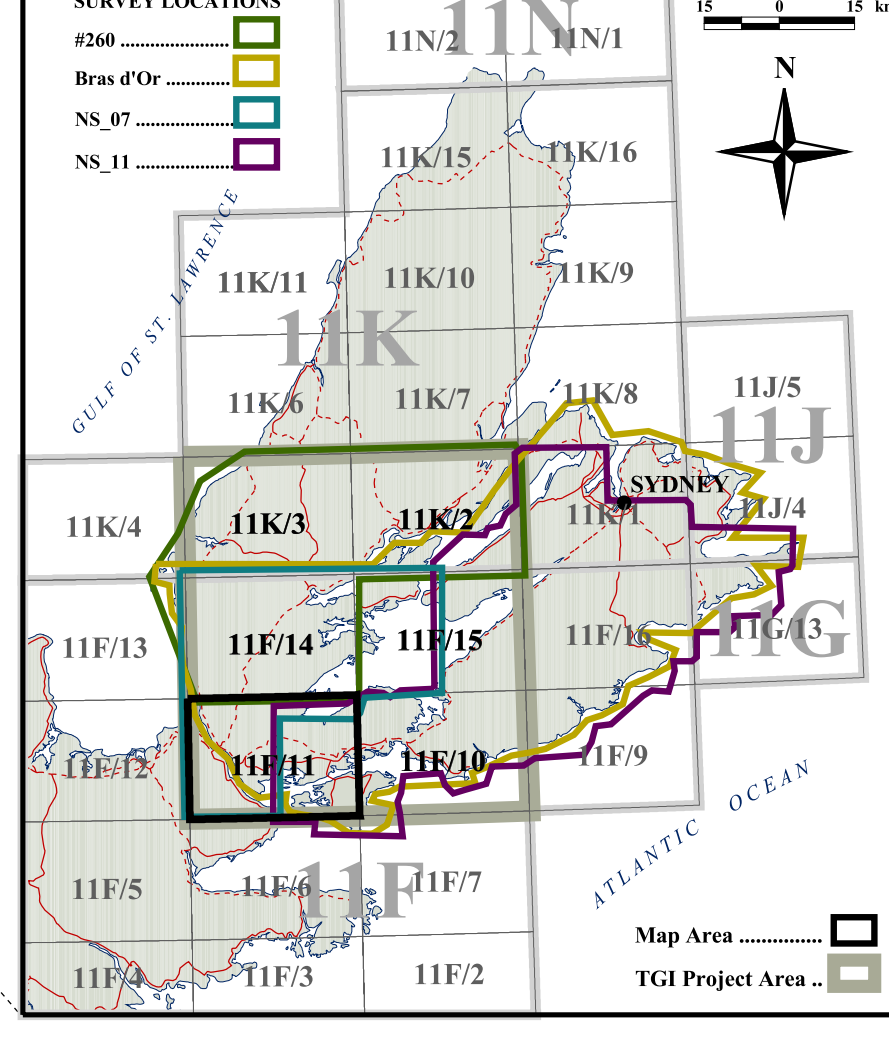 SURVEY LOCATIONS
#260 ......................
Bras d'Or .............
NS_07 ...................
NS_11 ...................
15 0 15 km
N
11N
11N/2
11N/1
11K/15
11K/16
GULF OF ST. LAWRENCE
11K/11
11K/10
11K/9
11K
11K/6
11K/7
11K/8
11J/5
11J
SYDNEY
11K/4
11K/3
11K/2
11K/1
11J/4
11F/13
11F/14
11F/15
11F/16
11G/13
11G
11F/12
11F/11
11F/10
11F/9
ATLANTIC OCEAN
11F/5
11F/6
11F/7
11F
11F/4
11F/3
11F/2
Map Area ...............
TGI Project Area ..